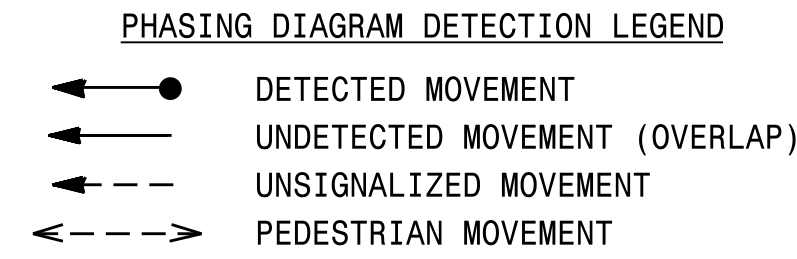 PHASING DIAGRAM DETECTION LEGEND
DETECTED MOVEMENT
UNDETECTED MOVEMENT (OVERLAP)
UNSIGNALIZED MOVEMENT
PEDESTRIAN MOVEMENT